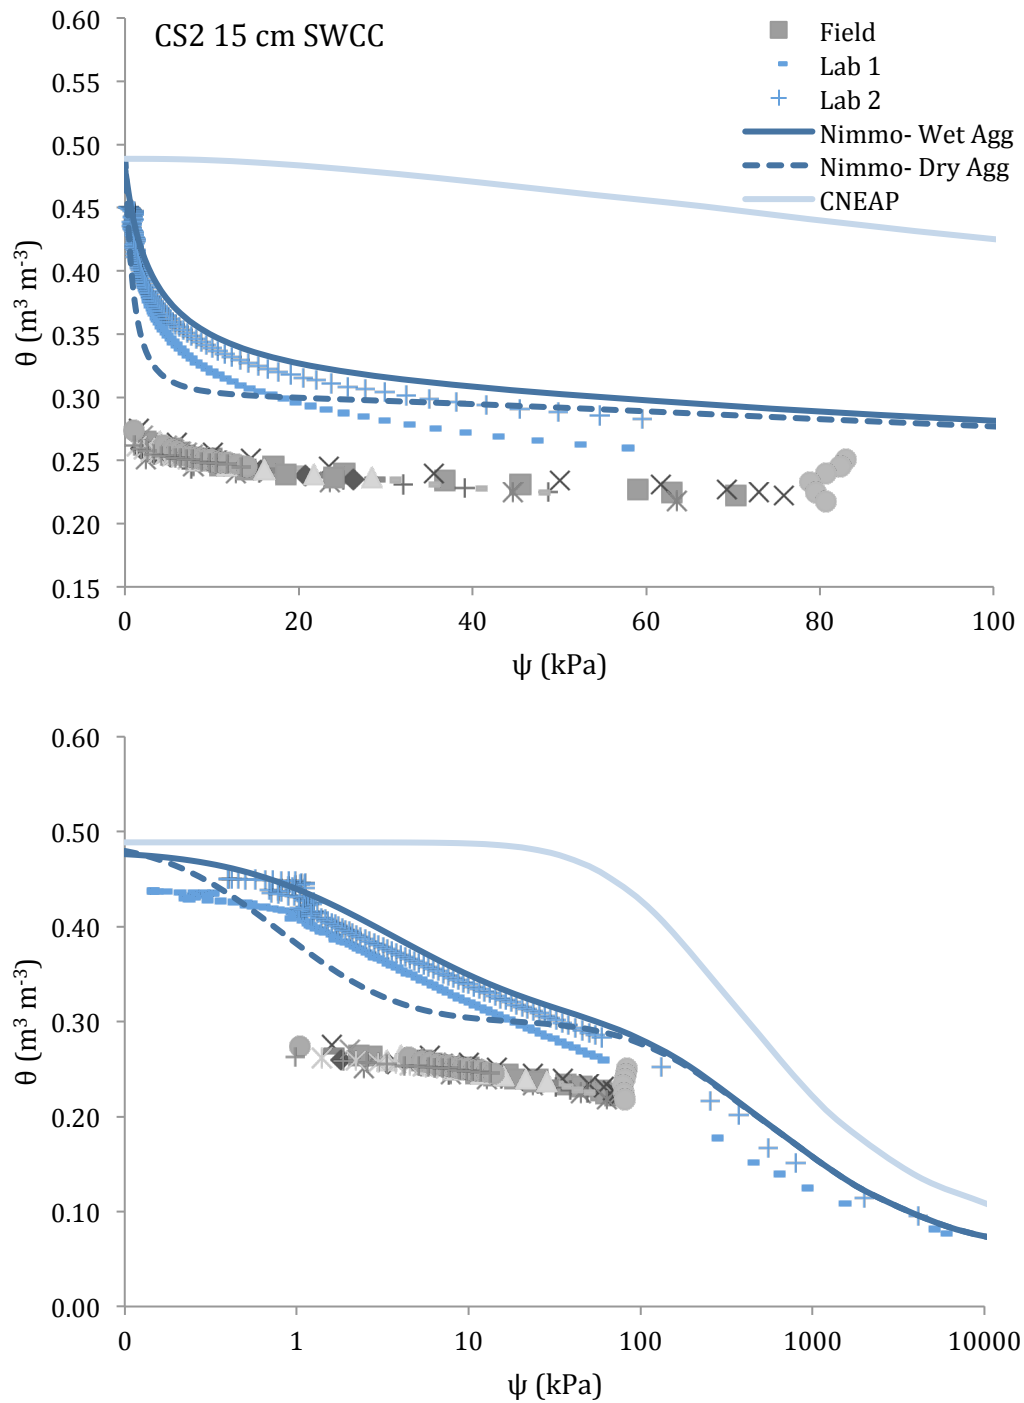 CS2 15 cm SWCC
Field
Lab 1
Lab 2
Nimmo- Wet Agg
Nimmo- Dry Agg
CNEAP
0.60
0.55
0.50
0.45
0.40
0.35
0.30
0.25
0.20
0.15
θ (m³ m⁻³)
0 20 40 60 80 100
ψ (kPa)
0.60
0.50
0.40
0.30
0.20
0.10
0.00
θ (m³ m⁻³)
0 1 10 100 1000 10000
ψ (kPa)